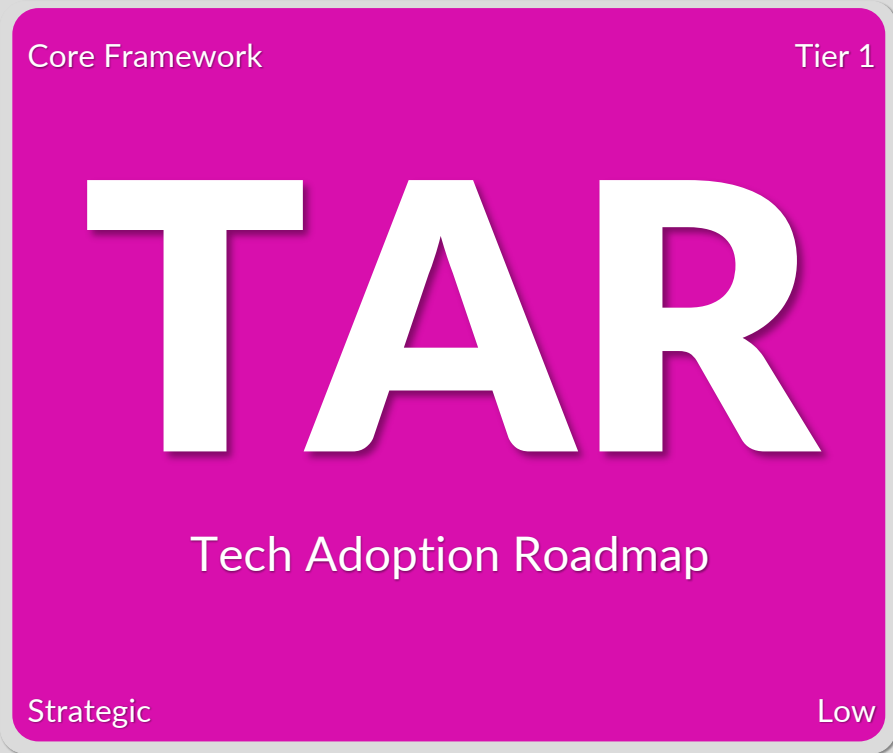 Core Framework
Tier 1
TAR
Tech Adoption Roadmap
Strategic
Low